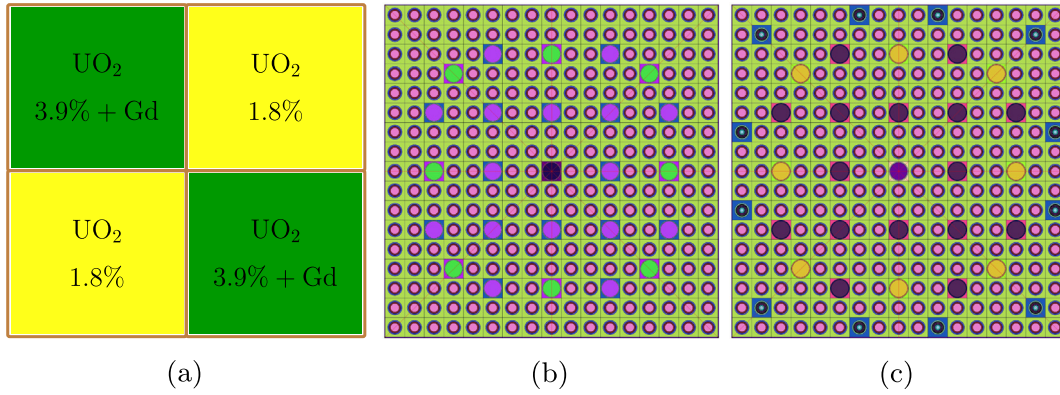 UO₂
3.9% + Gd
UO₂
1.8%
UO₂
1.8%
UO₂
3.9% + Gd
(a)
(b)
(c)